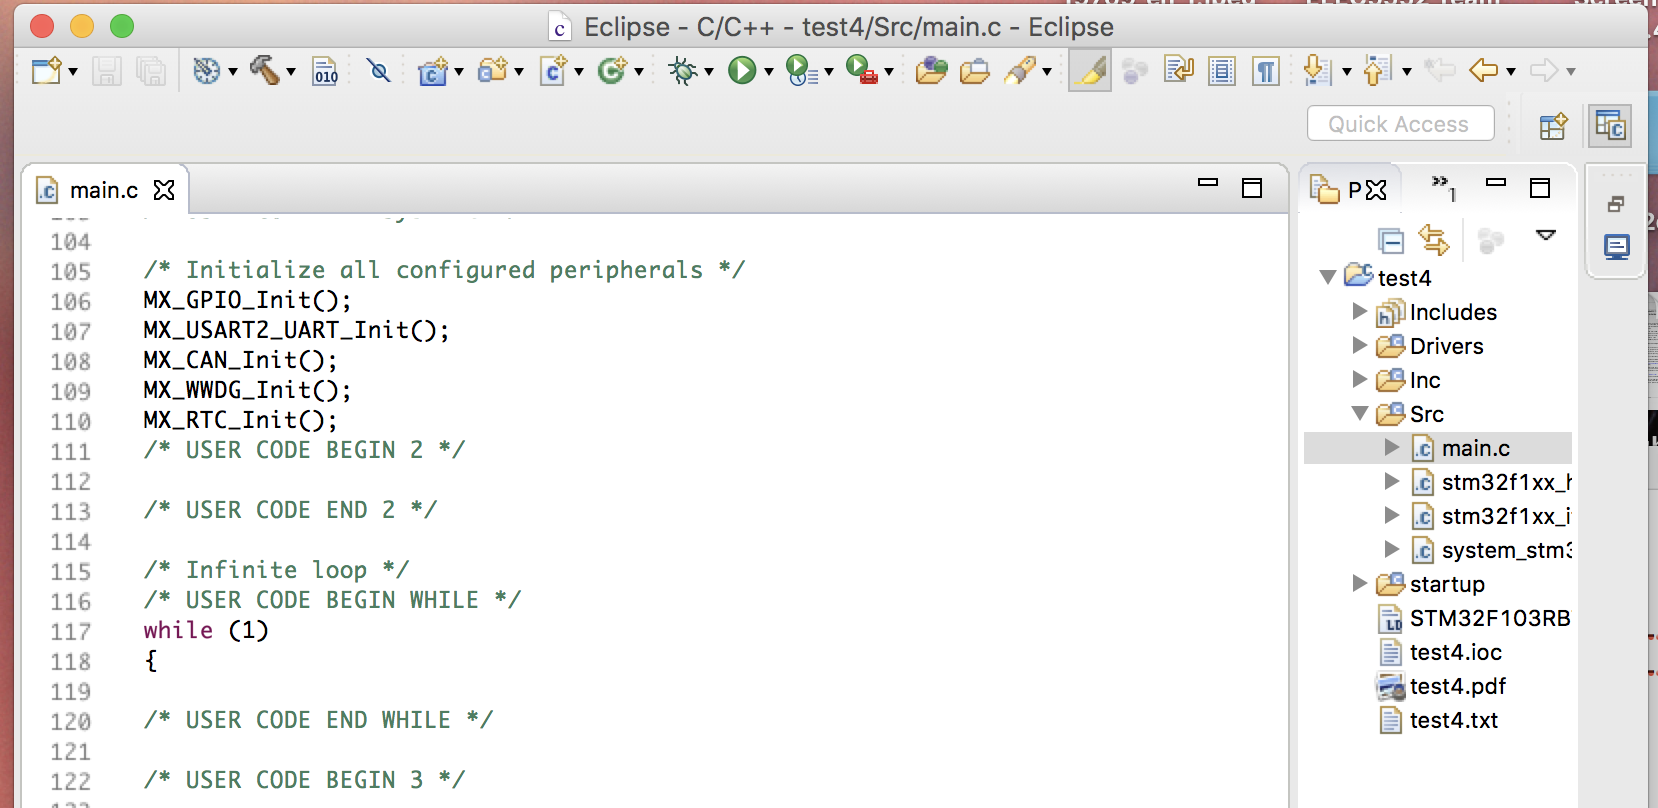 Eclipse - C/C++ - test4/Src/main.c - Eclipse
010
Quick Access
main.c
P
104
105 /* Initialize all configured peripherals */
106 MX_GPIO_Init();
107 MX_USART2_UART_Init();
108 MX_CAN_Init();
109 MX_WWDG_Init();
110 MX_RTC_Init();
111 /* USER CODE BEGIN 2 */
112
113 /* USER CODE END 2 */
114
115 /* Infinite loop */
116 /* USER CODE BEGIN WHILE */
117 while (1)
118 {
119
120 /* USER CODE END WHILE */
121
122 /* USER CODE BEGIN 3 */
test4
Includes
Drivers
Inc
Src
main.c
stm32f1xx_h
stm32f1xx_i
system_stm3
startup
STM32F103RB
test4.ioc
test4.pdf
test4.txt